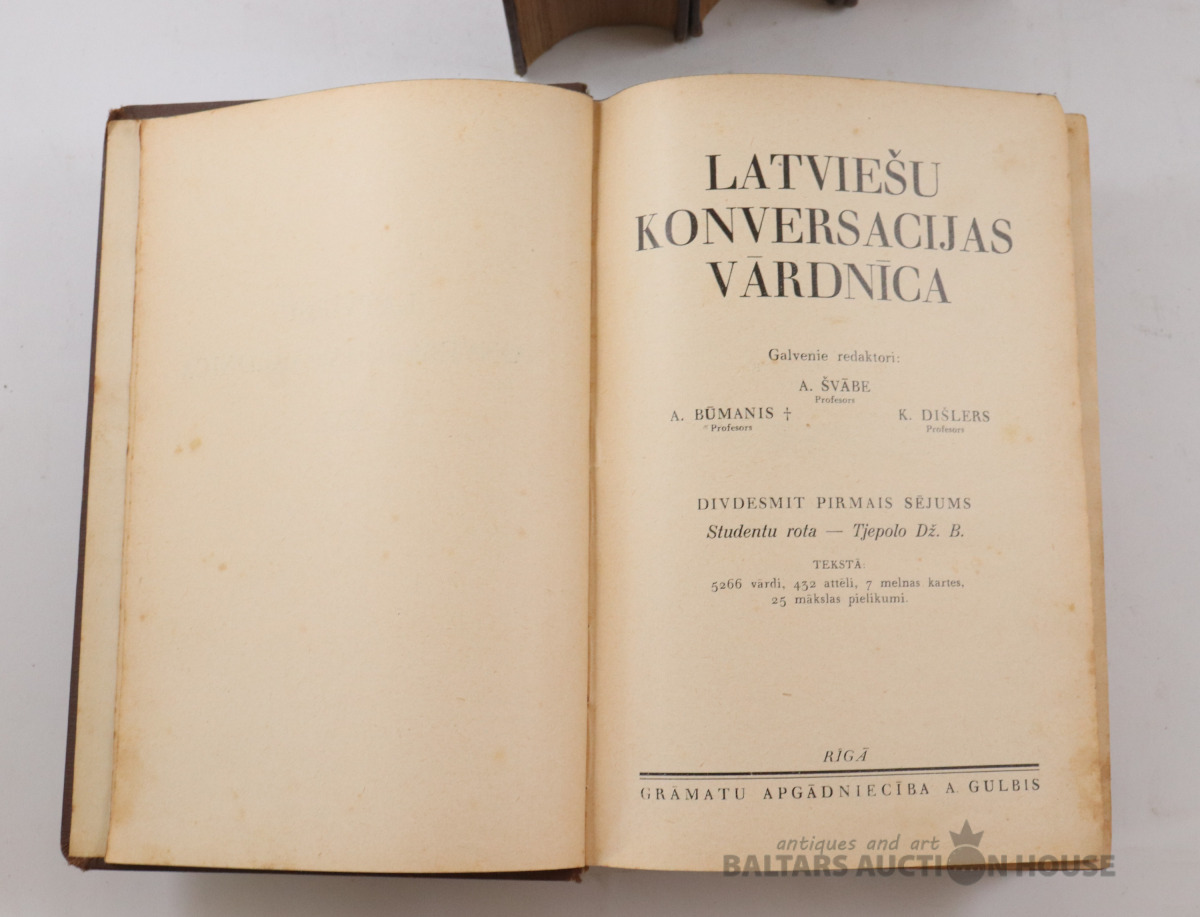 LATVIEŠU
KONVERSACIJAS
VĀRDNĪCA
Galvenie redaktori:
A. ŠVĀBE
Profesors
A. BŪMANIS † K. DIŠLERS
Profesors Profesors
DIVDESMIT PIRMAIS SĒJUMS
Studentu rota — Tjepolo Dž. B.
TEKSTĀ:
5266 vārdi, 432 attēli, 7 melnas kartes,
25 mākslas pielikumi.
RĪGĀ
GRĀMATU APGĀDNIECĪBA A. GULBIS
antiques and art
BALTARS AUCTION HOUSE